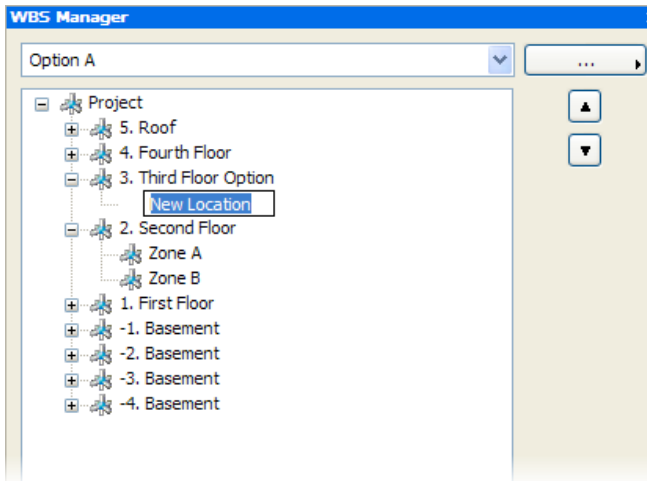 WBS Manager
Option A
...
Project
5. Roof
4. Fourth Floor
3. Third Floor Option
New Location
2. Second Floor
Zone A
Zone B
1. First Floor
-1. Basement
-2. Basement
-3. Basement
-4. Basement